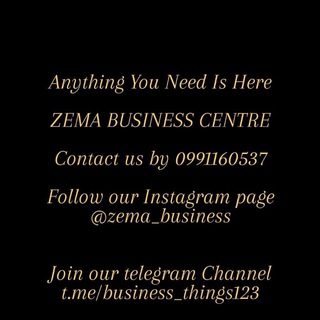 Anything You Need Is Here
ZEMA BUSINESS CENTRE
Contact us by 0991160537
Follow our Instagram page
@zema_business
Join our telegram Channel
t.me/business_things123